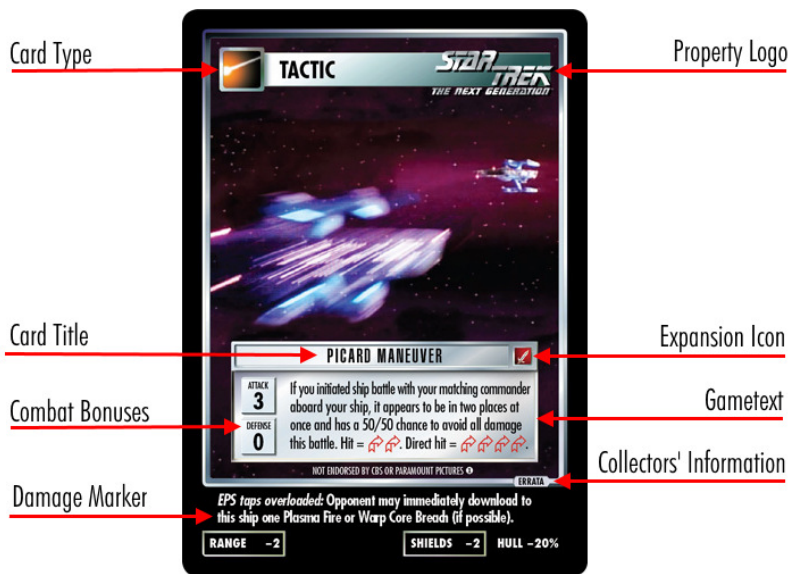 Card Type
Property Logo
TACTIC
STAR TREK
THE NEXT GENERATION
Card Title
Expansion Icon
PICARD MANEUVER
Combat Bonuses
Gametext
ATTACK
3
DEFENSE
0
If you initiated ship battle with your matching commander
aboard your ship, it appears to be in two places at
once and has a 50/50 chance to avoid all damage
this battle. Hit = . Direct hit = .
Collectors' Information
NOT ENDORSED BY CBS OR PARAMOUNT PICTURES
ERRATA
Damage Marker
EPS taps overloaded: Opponent may immediately download to
this ship one Plasma Fire or Warp Core Breach (if possible).
RANGE -2 SHIELDS -2 HULL -20%